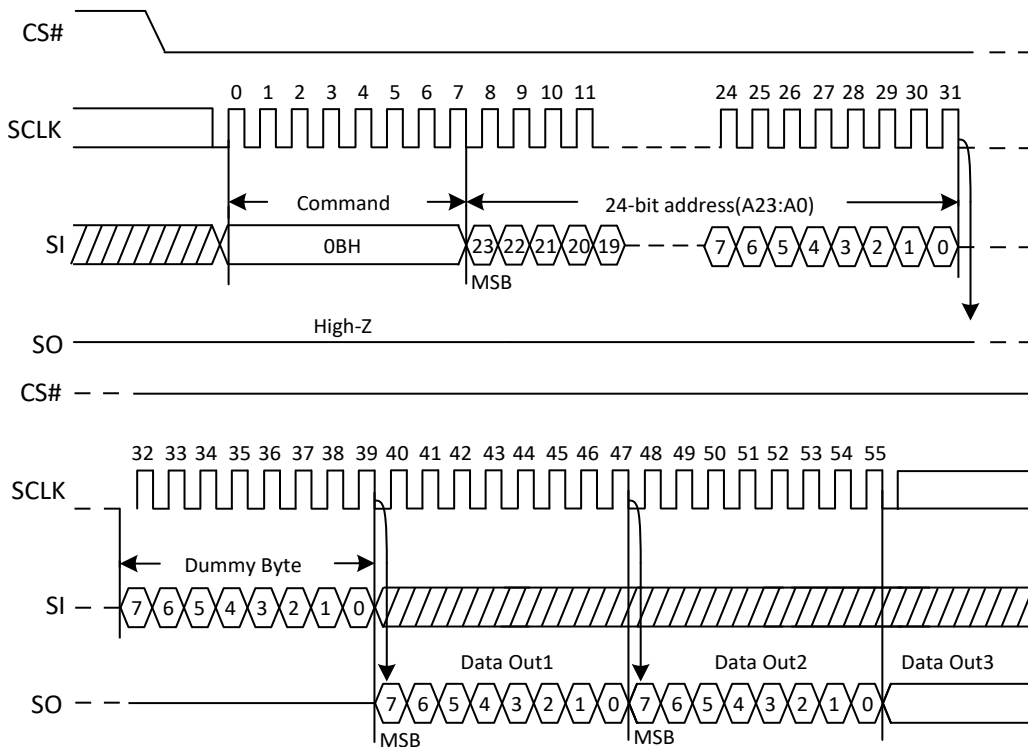 CS#
0 1 2 3 4 5 6 7 8 9 10 11 24 25 26 27 28 29 30 31
SCLK
Command 24-bit address(A23:A0)
SI 0BH 23 22 21 20 19 7 6 5 4 3 2 1 0
MSB
High-Z
SO
CS#
32 33 34 35 36 37 38 39 40 41 42 43 44 45 46 47 48 49 50 51 52 53 54 55
SCLK
Dummy Byte
SI 7 6 5 4 3 2 1 0
Data Out1 Data Out2 Data Out3
SO 7 6 5 4 3 2 1 0 7 6 5 4 3 2 1 0
MSB MSB